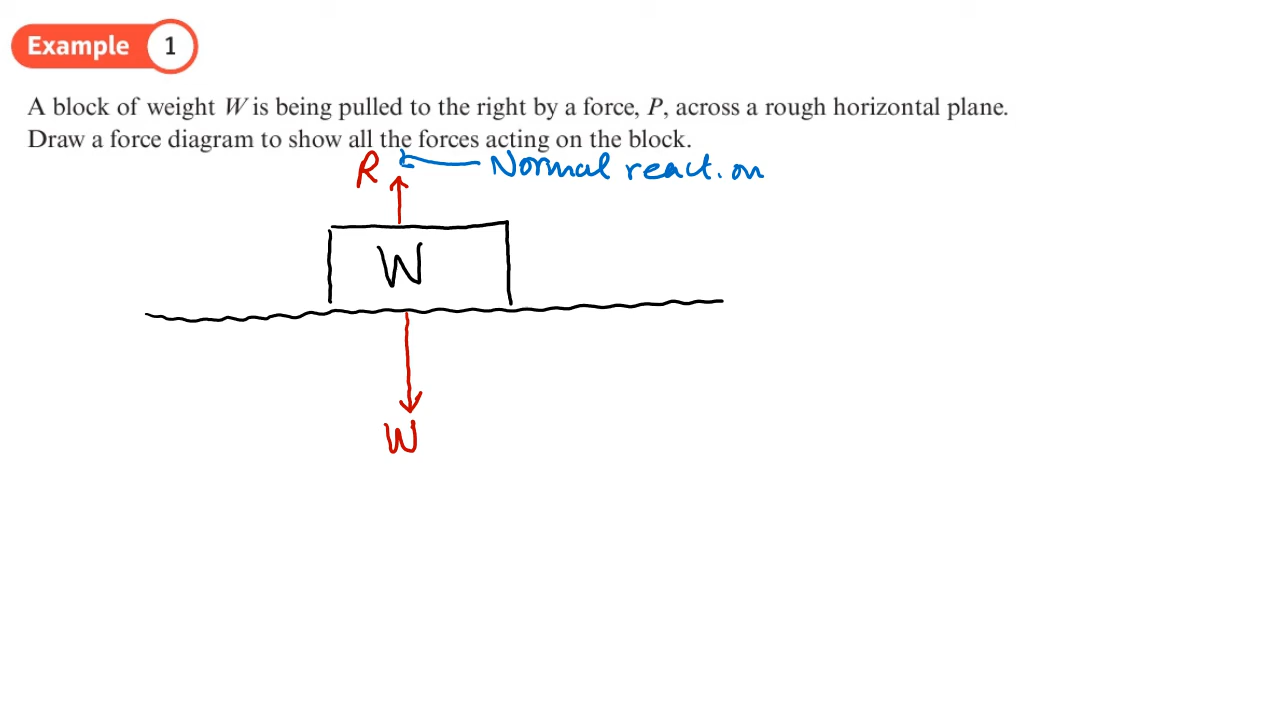 Example 1
A block of weight W is being pulled to the right by a force, P, across a rough horizontal plane.
Draw a force diagram to show all the forces acting on the block.
R Normal reaction
W
W